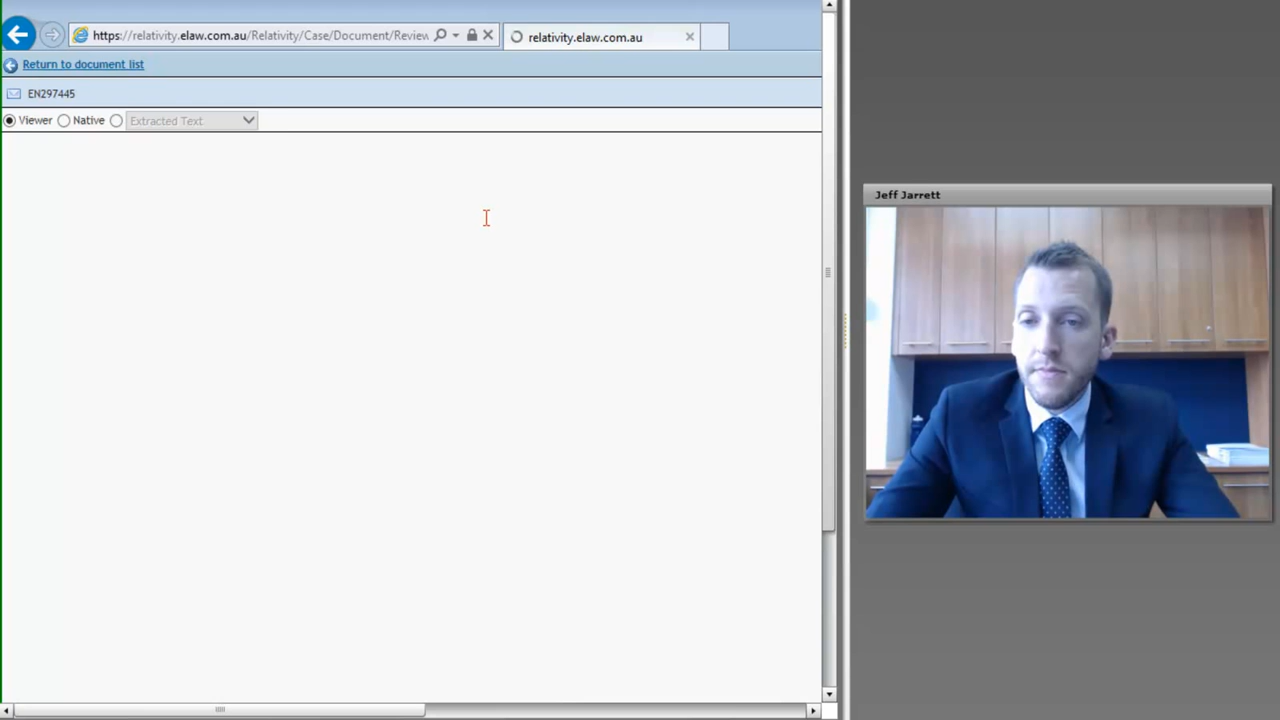 https://relativity.elaw.com.au/Relativity/Case/Document/Review
relativity.elaw.com.au
Return to document list
EN297445
Viewer Native Extracted Text
Jeff Jarrett